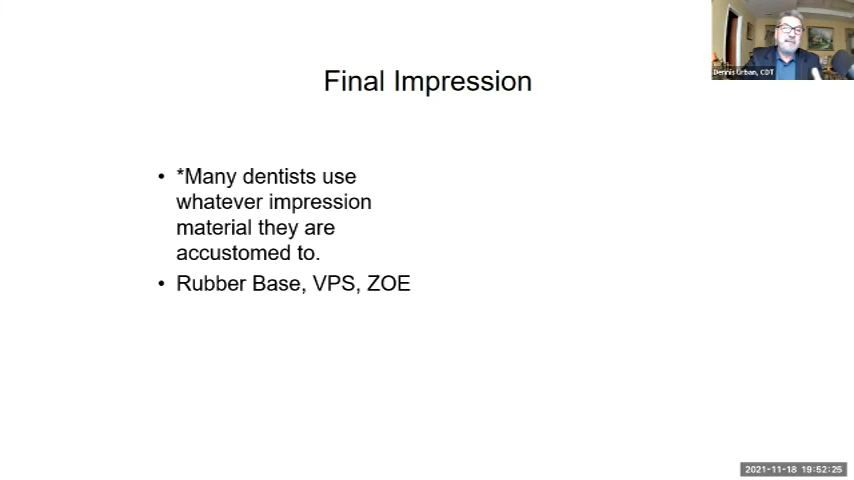 Final Impression
Dennis Urban, CDT
• *Many dentists use
whatever impression
material they are
accustomed to.
• Rubber Base, VPS, ZOE
2021-11-18 19:52:25